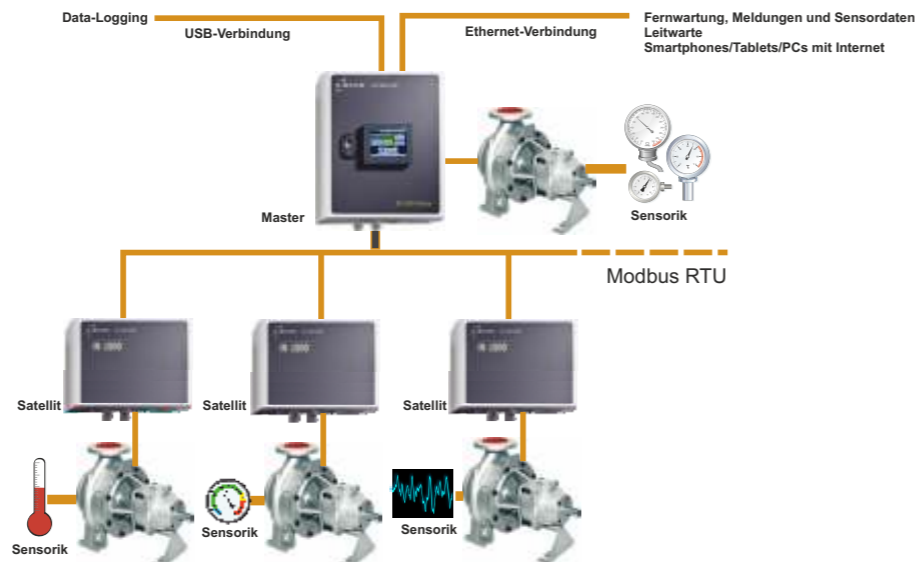 Data-Logging
USB-Verbindung
Ethernet-Verbindung
Fernwartung, Meldungen und Sensordaten
Leitwarte
Smartphones/Tablets/PCs mit Internet
Master
Sensorik
Modbus RTU
Satellit
Satellit
Satellit
Sensorik
Sensorik
Sensorik